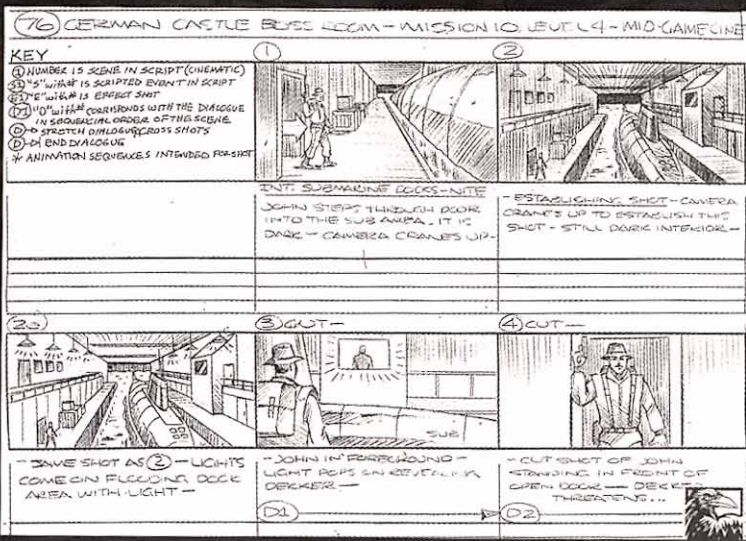 76 GERMAN CASTLE BOSS ROOM - MISSION 10, LEVEL 4 - MID-GAME CINE
KEY
① NUMBER IS SCENE IN SCRIPT (CINEMATIC)
S1 "S" with # IS SCRIPTED EVENT IN SCRIPT
E1 "E" with # IS EFFECT SHOT
D1 "D" with # CORRISPONDS WITH THE DIALOGUE
IN SEQUENCIAL ORDER OF THE SCENE
D→ STRETCH DIALOGUE CROSS SHOTS
D→| END DIALOGUE
* ANIMATION SEQUENCES INTENDED FOR SHOT
①
INT. SUBMARINE DOCKS - NITE
JOHN STEPS THROUGH DOOR
INTO THE SUB AREA. IT IS
DARK - CAMERA CRANES UP -
②
- ESTABLISHING SHOT - CAMERA
CRANES UP TO ESTABLISH THIS
SHOT - STILL DARK INTERIOR -
- SAME SHOT AS ② - LIGHTS
COME ON FLOODING DOCK
AREA WITH LIGHT -
③ CUT -
SUB
- JOHN IN FOREGROUND -
LIGHT POPS ON REVEALING
DEKKER -
D1
④ CUT -
- CUT SHOT OF JOHN
STANDING IN FRONT OF
OPEN DOOR - DEKKER
THREATENS...
D2